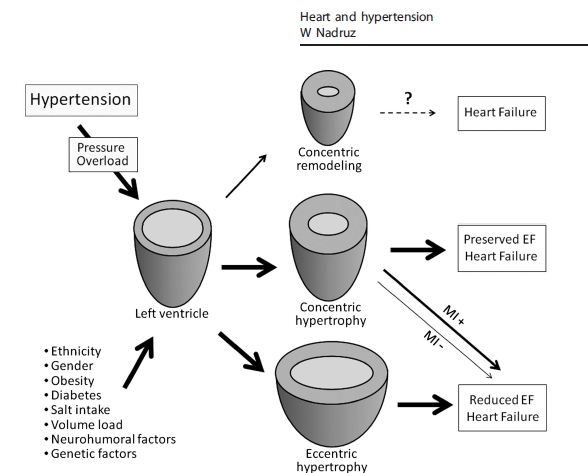 Heart and hypertension
W Nadruz
Hypertension
Pressure
Overload
Left ventricle
• Ethnicity
• Gender
• Obesity
• Diabetes
• Salt intake
• Volume load
• Neurohumoral factors
• Genetic factors
Concentric
remodeling
?
Heart Failure
Concentric
hypertrophy
Preserved EF
Heart Failure
MI+
MI-
Eccentric
hypertrophy
Reduced EF
Heart Failure